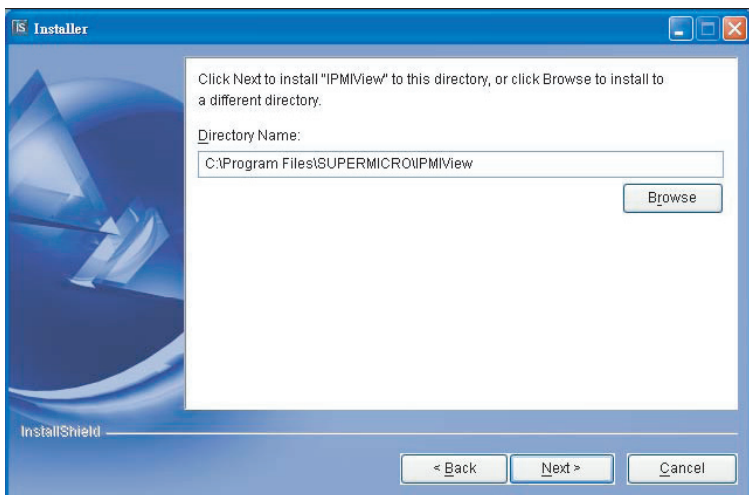 IS Installer
Click Next to install "IPMIView" to this directory, or click Browse to install to
a different directory.
Directory Name:
C:\Program Files\SUPERMICRO\IPMIView
Browse
InstallShield
< Back
Next >
Cancel